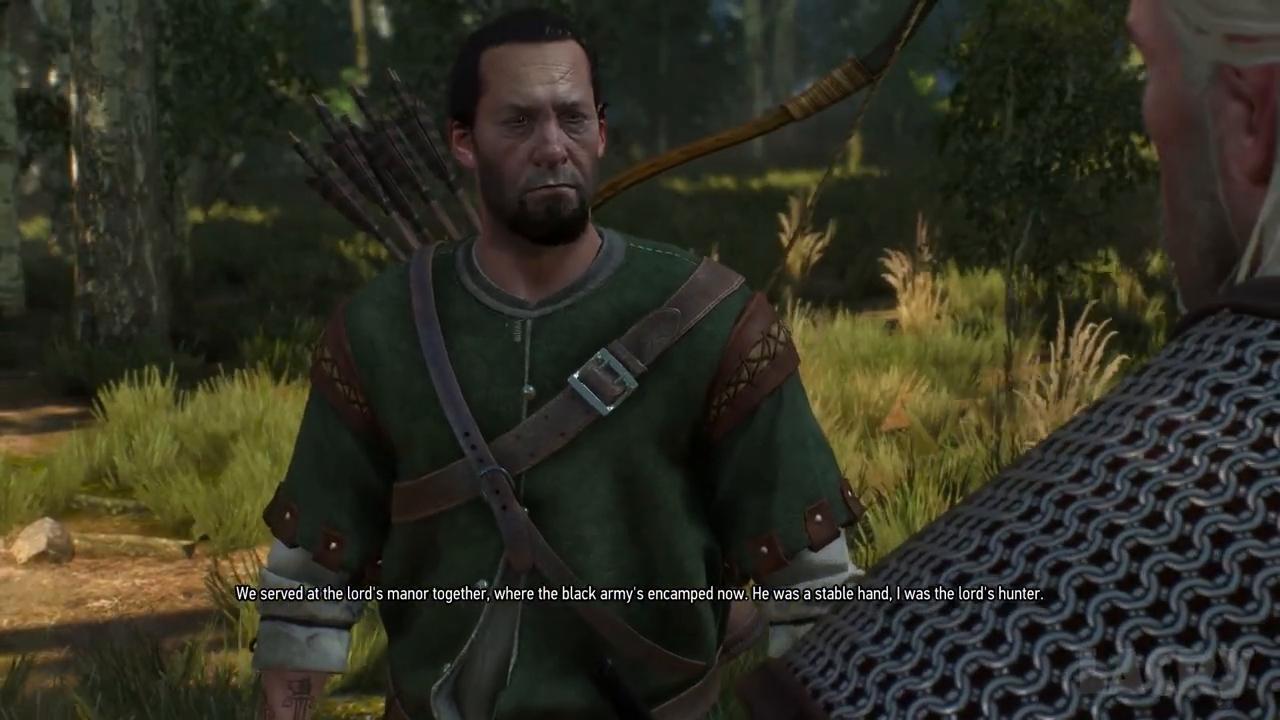 We served at the lord's manor together, where the black army's encamped now. He was a stable hand, I was the lord's hunter.